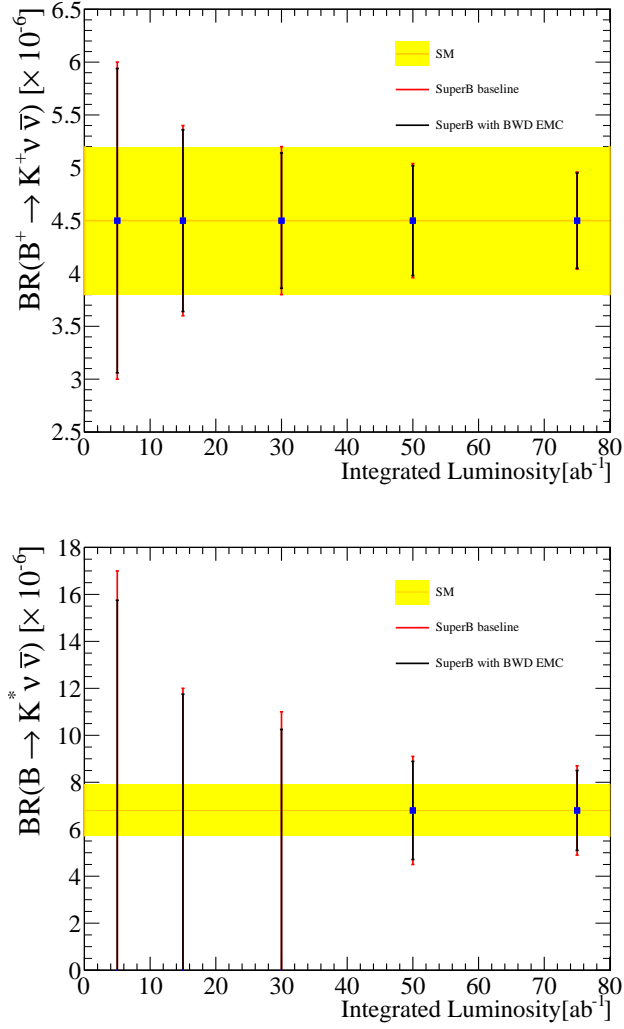 BR(B⁺ → K⁺ ν ν̅) [× 10⁻⁶]
6.5
6
5.5
5
4.5
4
3.5
3
2.5
SM
SuperB baseline
SuperB with BWD EMC
0 10 20 30 40 50 60 70 80
Integrated Luminosity[ab⁻¹]
BR(B → K* ν ν̅) [× 10⁻⁶]
18
16
14
12
10
8
6
4
2
0
SM
SuperB baseline
SuperB with BWD EMC
0 10 20 30 40 50 60 70 80
Integrated Luminosity[ab⁻¹]